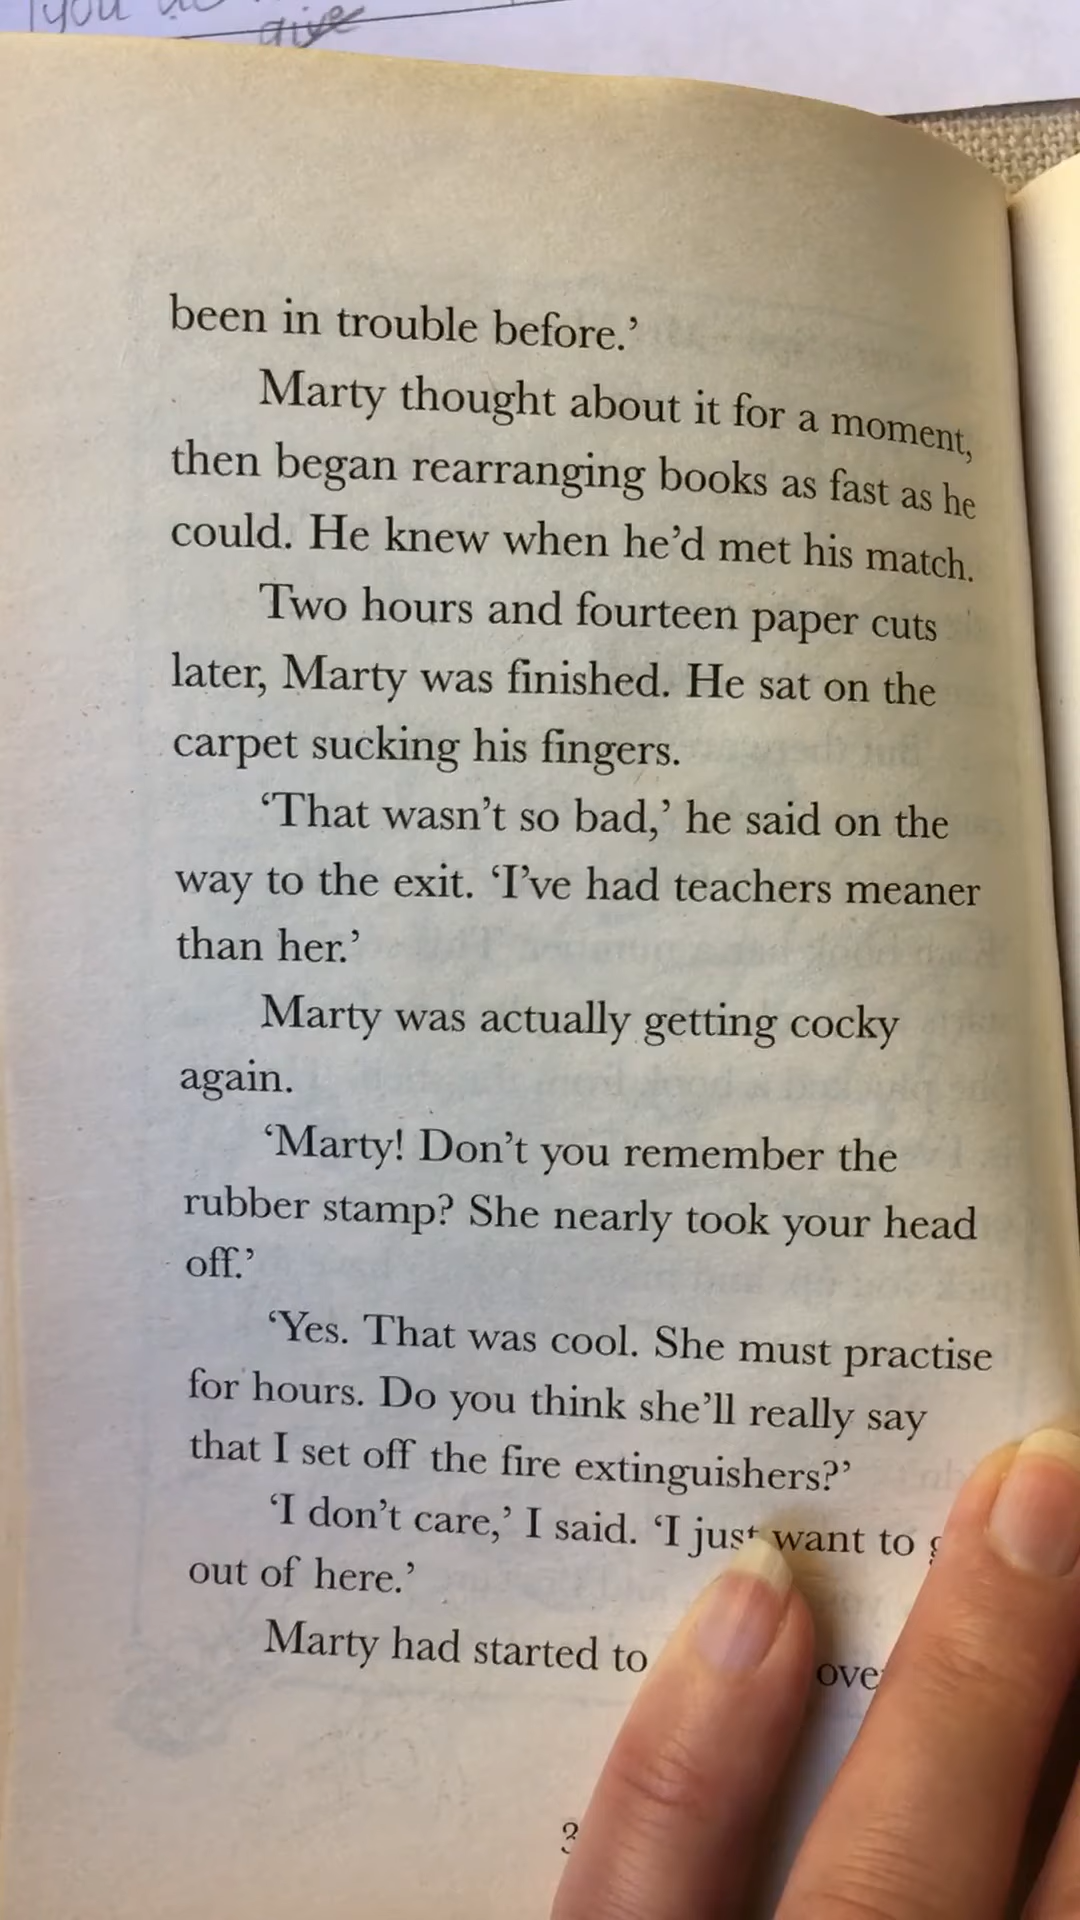 you
give
been in trouble before.’
Marty thought about it for a moment,
then began rearranging books as fast as he
could. He knew when he’d met his match.
Two hours and fourteen paper cuts
later, Marty was finished. He sat on the
carpet sucking his fingers.
‘That wasn’t so bad,’ he said on the
way to the exit. ‘I’ve had teachers meaner
than her.’
Marty was actually getting cocky
again.
‘Marty! Don’t you remember the
rubber stamp? She nearly took your head
off.’
‘Yes. That was cool. She must practise
for hours. Do you think she’ll really say
that I set off the fire extinguishers?’
‘I don’t care,’ I said. ‘I just want to
out of here.’
Marty had started to